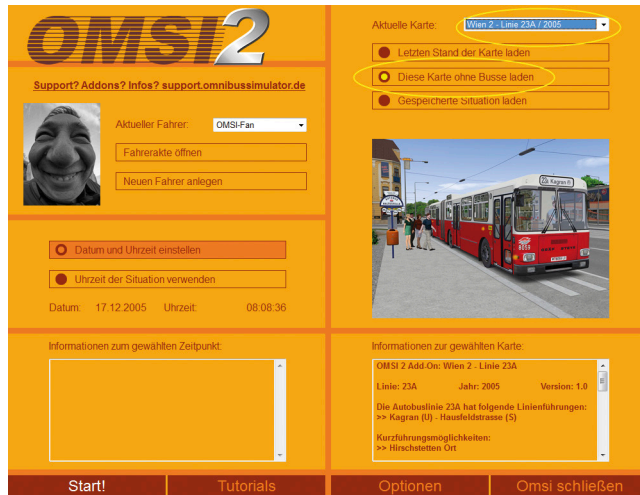 OMSI 2
Support? Addons? Infos? support.omnibussimulator.de
Aktueller Fahrer: OMSI-Fan
Fahrerakte öffnen
Neuen Fahrer anlegen
Datum und Uhrzeit einstellen
Uhrzeit der Situation verwenden
Datum: 17.12.2005 Uhrzeit: 08:08:36
Informationen zum gewählten Zeitpunkt:
Aktuelle Karte: Wien 2 - Linie 23A / 2005
Letzten Stand der Karte laden
Diese Karte ohne Busse laden
Gespeicherte Situation laden
23A Kagran
8059
Informationen zur gewählten Karte:
OMSI 2 Add-On: Wien 2 - Linie 23A
Linie: 23A Jahr: 2005 Version: 1.0
Die Autobuslinie 23A hat folgende Linienführungen:
>> Kagran (U) - Hausfeldstrasse (S)
Kurzführungsmöglichkeiten:
>> Hirschstetten Ort
Start! Tutorials Optionen Omsi schließen